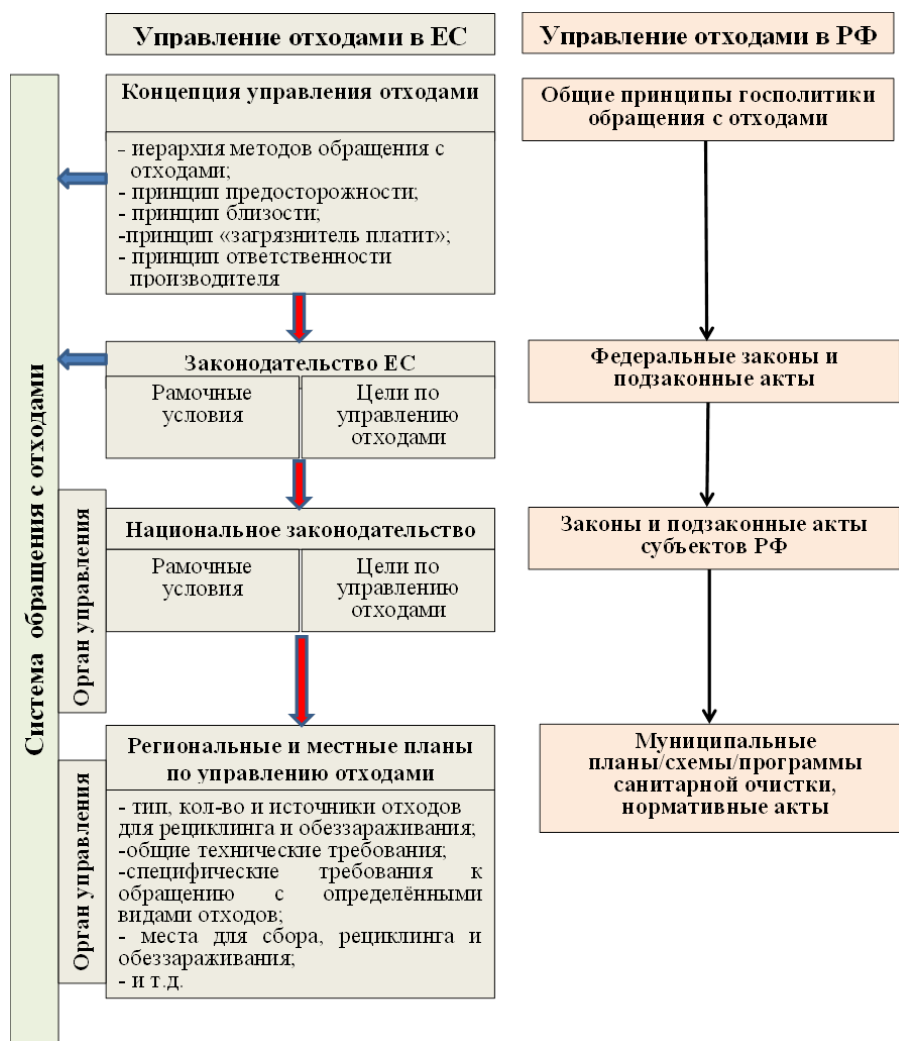 Управление отходами в ЕС
Управление отходами в РФ
Система обращения с отходами
Концепция управления отходами
- иерархия методов обращения с
отходами;
- принцип предосторожности;
- принцип близости;
-принцип «загрязнитель платит»;
- принцип ответственности
производителя
Законодательство ЕС
Рамочные
условия
Цели по
управлению
отходами
Орган управления
Национальное законодательство
Рамочные
условия
Цели по
управлению
отходами
Орган управления
Региональные и местные планы
по управлению отходами
- тип, кол-во и источники отходов
для рециклинга и обеззараживания;
-общие технические требования;
-специфические требования к
обращению с определёнными
видами отходов;
- места для сбора, рециклинга и
обеззараживания;
- и т.д.
Общие принципы госполитики
обращения с отходами
Федеральные законы и
подзаконные акты
Законы и подзаконные акты
субъектов РФ
Муниципальные
планы/схемы/программы
санитарной очистки,
нормативные акты